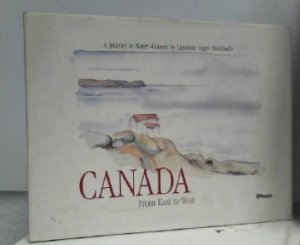 A Journey in Water-Colours by
CANADA
From East to West